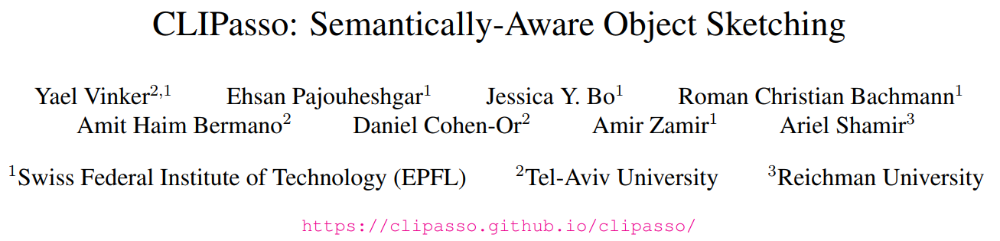 CLIPasso: Semantically-Aware Object Sketching
Yael Vinker2,1 Ehsan Pajouheshgar1 Jessica Y. Bo1 Roman Christian Bachmann1
Amit Haim Bermano2 Daniel Cohen-Or2 Amir Zamir1 Ariel Shamir3
1Swiss Federal Institute of Technology (EPFL) 2Tel-Aviv University 3Reichman University
https://clipasso.github.io/clipasso/